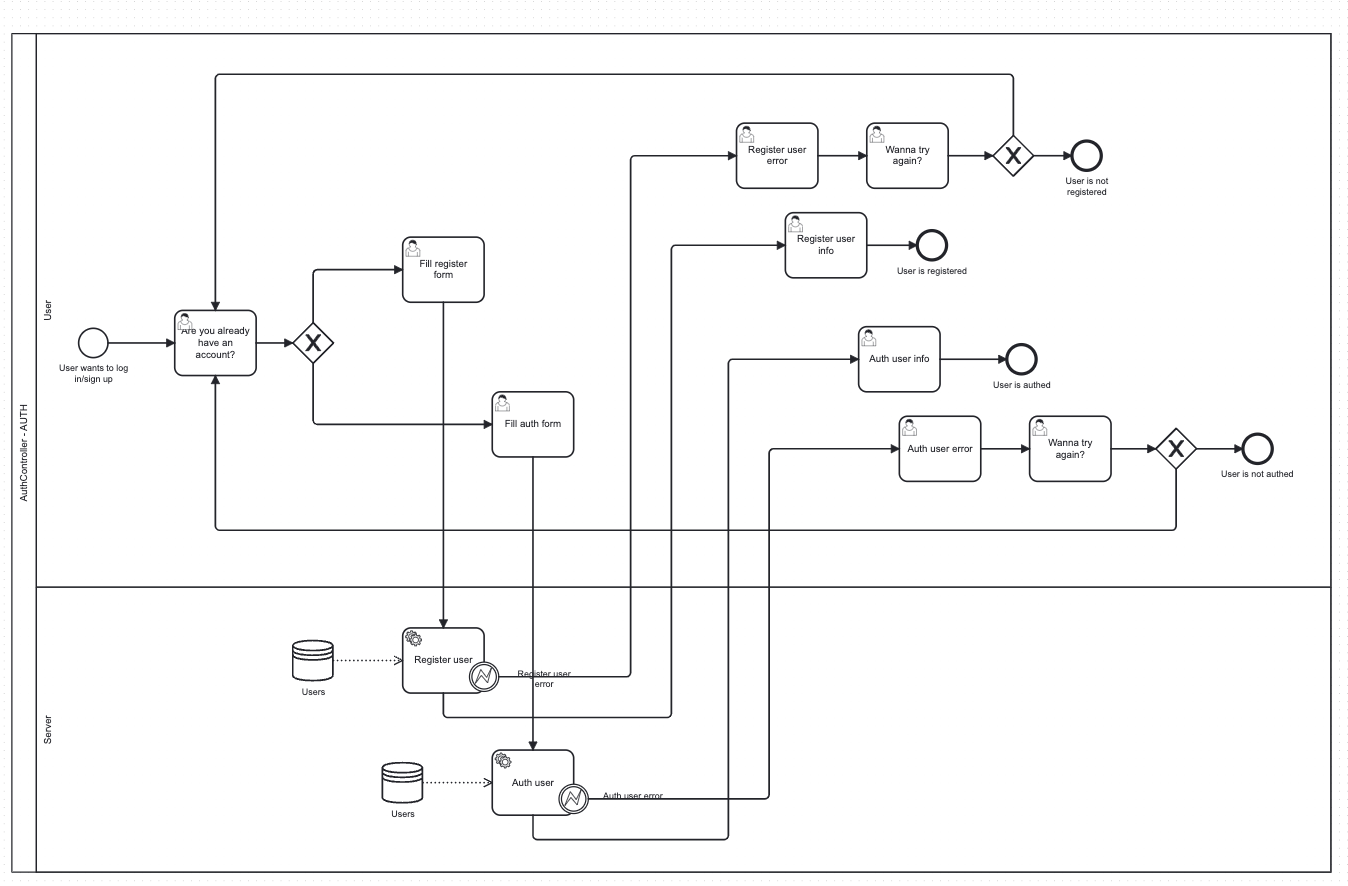 AuthController - AUTH
User
User wants to log
in/sign up
Are you already
have an
account?
Fill register
form
Fill auth form
Register user
error
Wanna try
again?
User is not
registered
Register user
info
User is registered
Auth user info
User is authed
Auth user error
Wanna try
again?
User is not authed
Server
Users
Register user
Register user
error
Users
Auth user
Auth user error